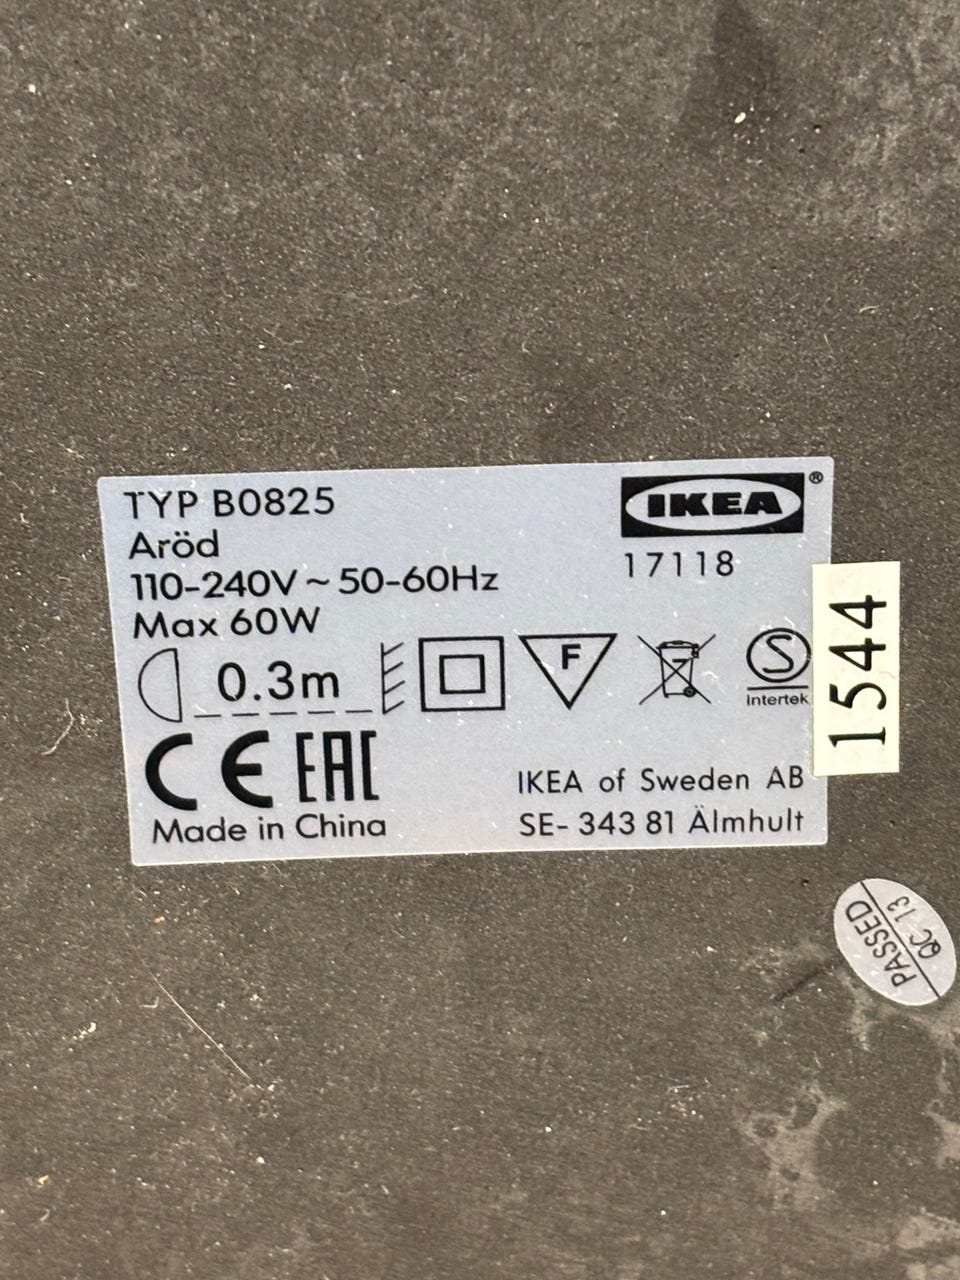 TYP B0825
Aröd
110-240V ~ 50-60Hz
Max 60W
0.3m
IKEA ®
17118
F
S
Intertek
CE EAC
Made in China
IKEA of Sweden AB
SE- 343 81 Älmhult
1544
PASSED
QC 13